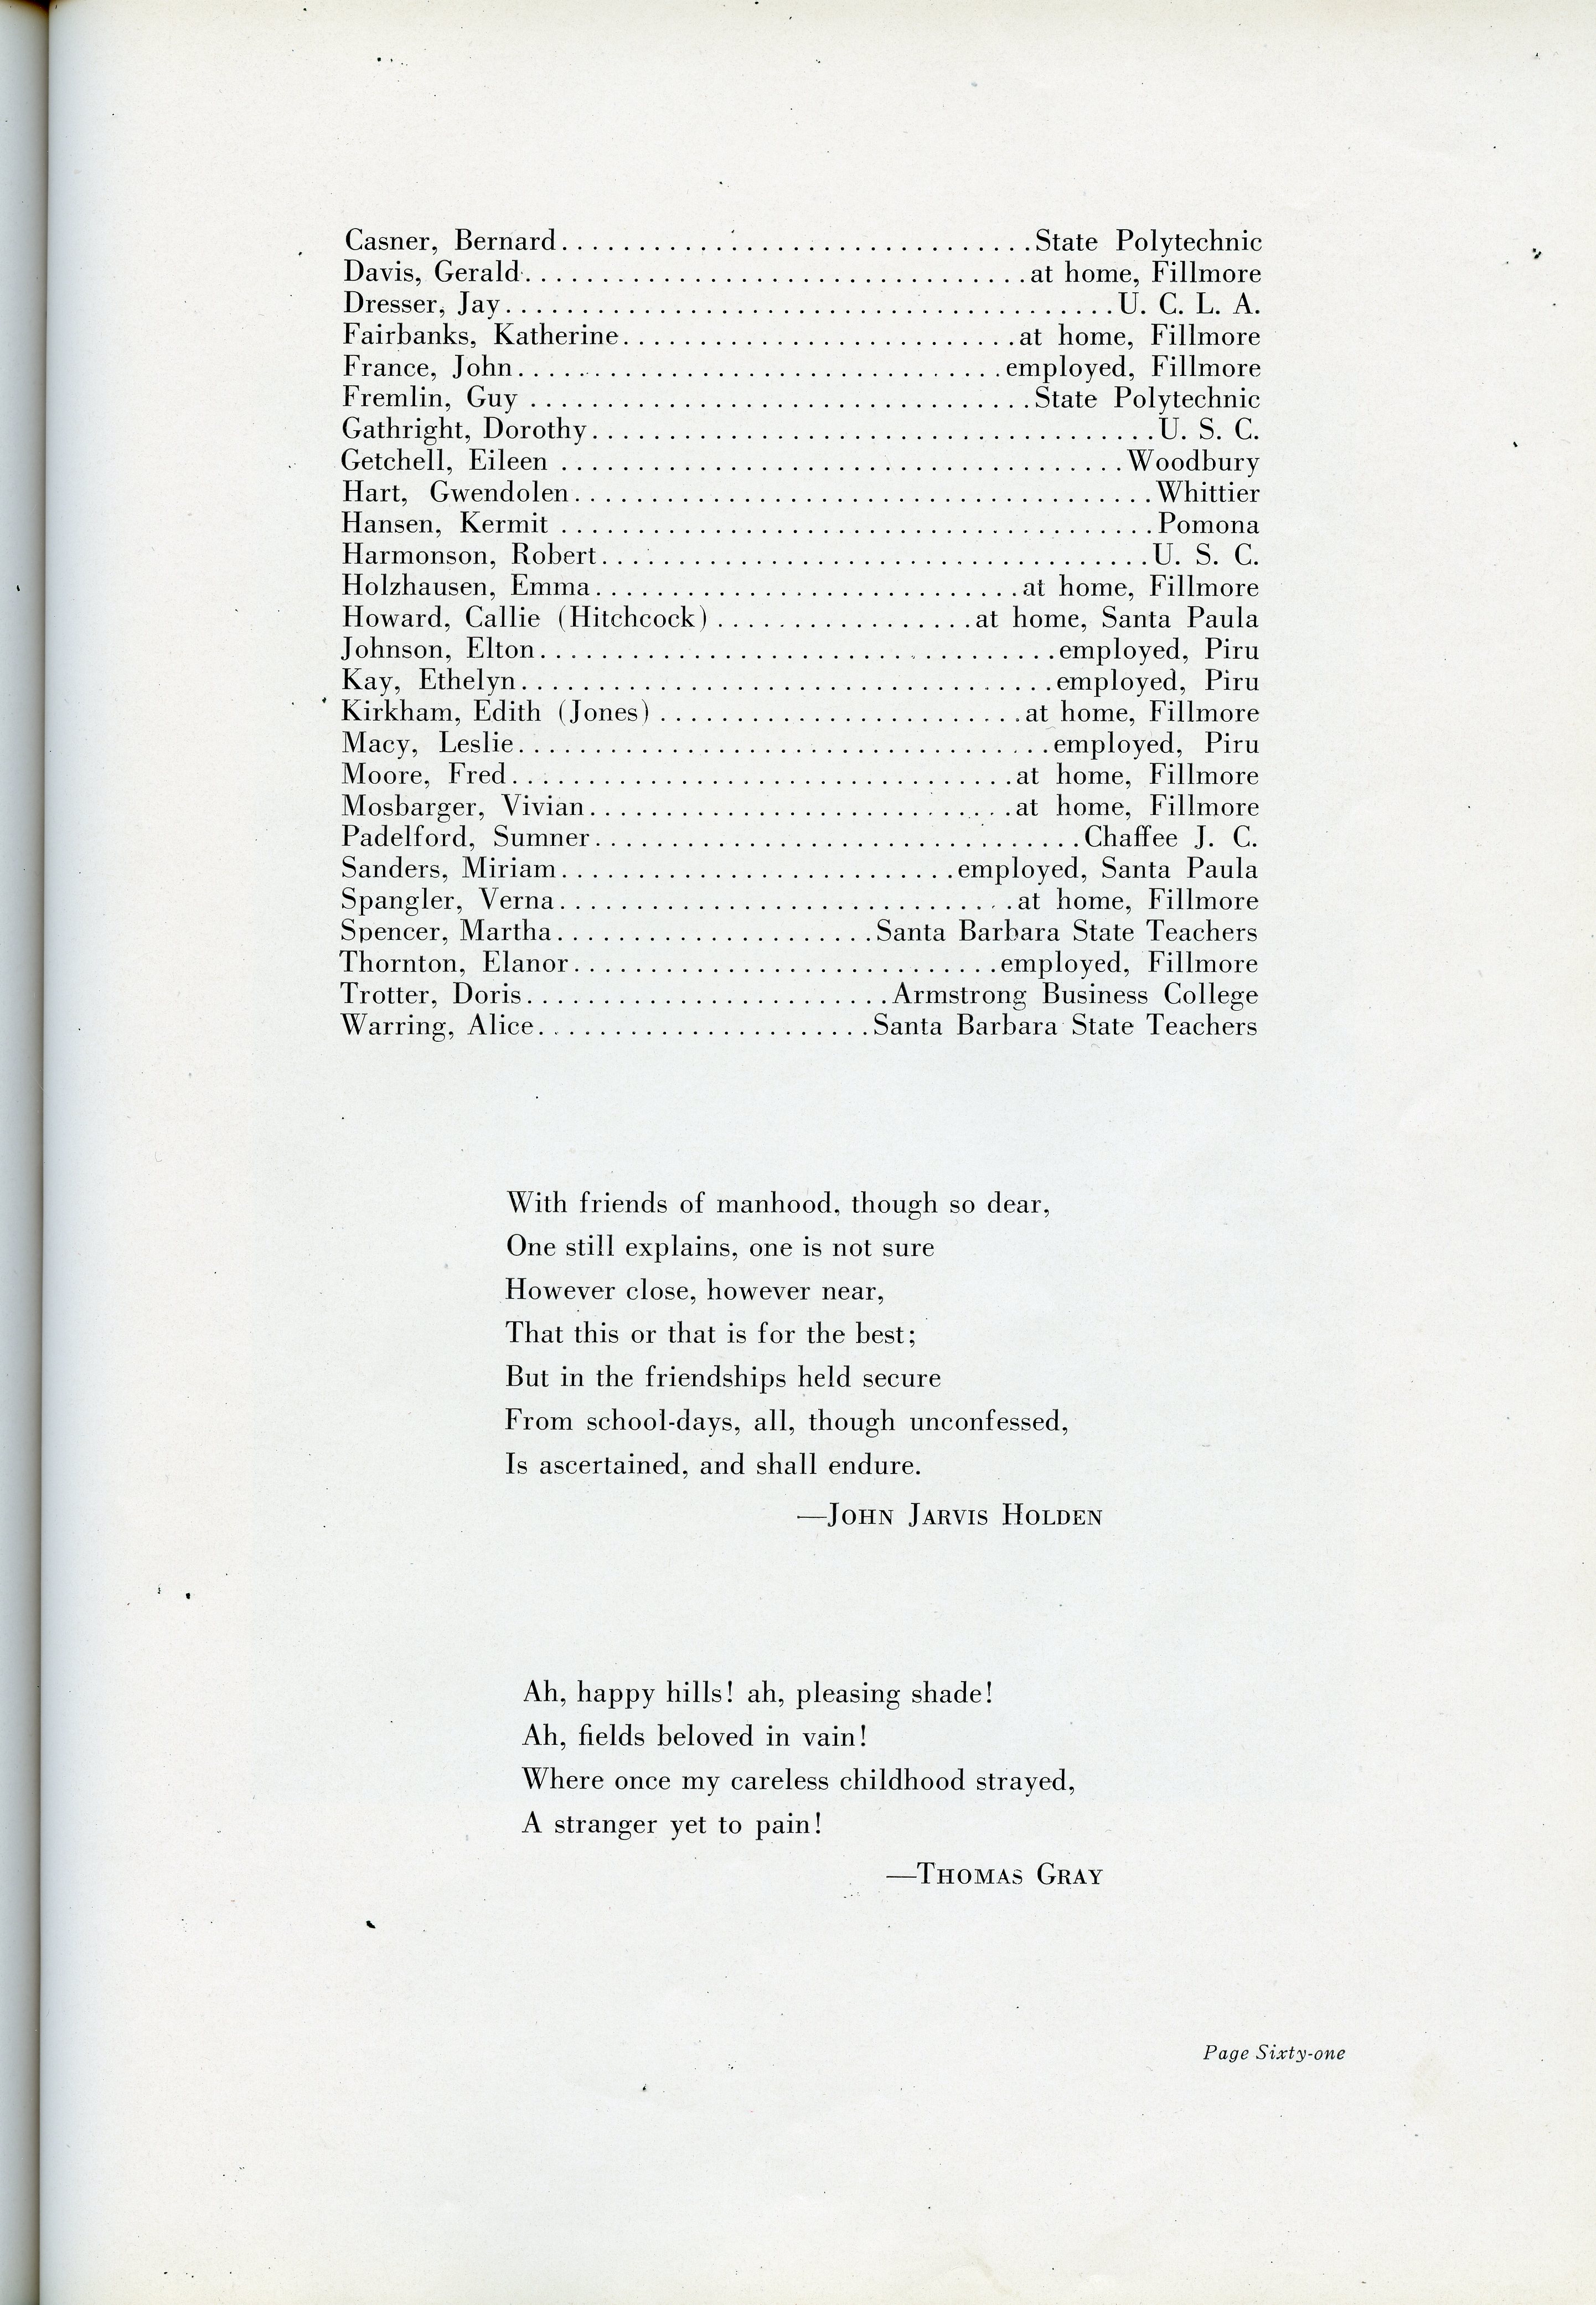 Casner, Bernard.....................................State Polytechnic
Davis, Gerald.......................................at home, Fillmore
Dresser, Jay................................................U. C. L. A.
Fairbanks, Katherine..............................at home, Fillmore
France, John......................................employed, Fillmore
Fremlin, Guy .......................................State Polytechnic
Gathright, Dorothy............................................U. S. C.
Getchell, Eileen ............................................Woodbury
Hart, Gwendolen.............................................Whittier
Hansen, Kermit ..............................................Pomona
Harmonson, Robert...........................................U. S. C.
Holzhausen, Emma.................................at home, Fillmore
Howard, Callie (Hitchcock)....................at home, Santa Paula
Johnson, Elton........................................employed, Piru
Kay, Ethelyn..........................................employed, Piru
Kirkham, Edith (Jones)............................at home, Fillmore
Macy, Leslie..........................................employed, Piru
Moore, Fred.......................................at home, Fillmore
Mosbarger, Vivian.................................at home, Fillmore
Padelford, Sumner......................................Chaffee J. C.
Sanders, Miriam...............................employed, Santa Paula
Spangler, Verna....................................at home, Fillmore
Spencer, Martha.........................Santa Barbara State Teachers
Thornton, Elanor.................................employed, Fillmore
Trotter, Doris............................Armstrong Business College
Warring, Alice..........................Santa Barbara State Teachers
With friends of manhood, though so dear,
One still explains, one is not sure
However close, however near,
That this or that is for the best;
But in the friendships held secure
From school-days, all, though unconfessed,
Is ascertained, and shall endure.
—JOHN JARVIS HOLDEN
Ah, happy hills! ah, pleasing shade!
Ah, fields beloved in vain!
Where once my careless childhood strayed,
A stranger yet to pain!
—THOMAS GRAY
Page Sixty-one